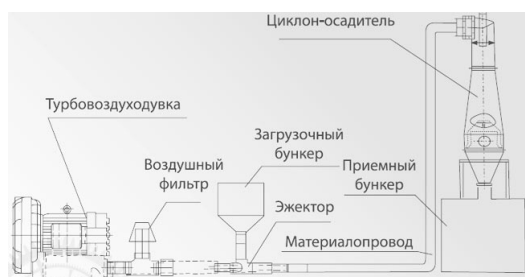 Циклон-осадитель
Турбовоздуходувка
Загрузочный
бункер
Воздушный
фильтр
Приемный
бункер
Эжектор
Материалопровод